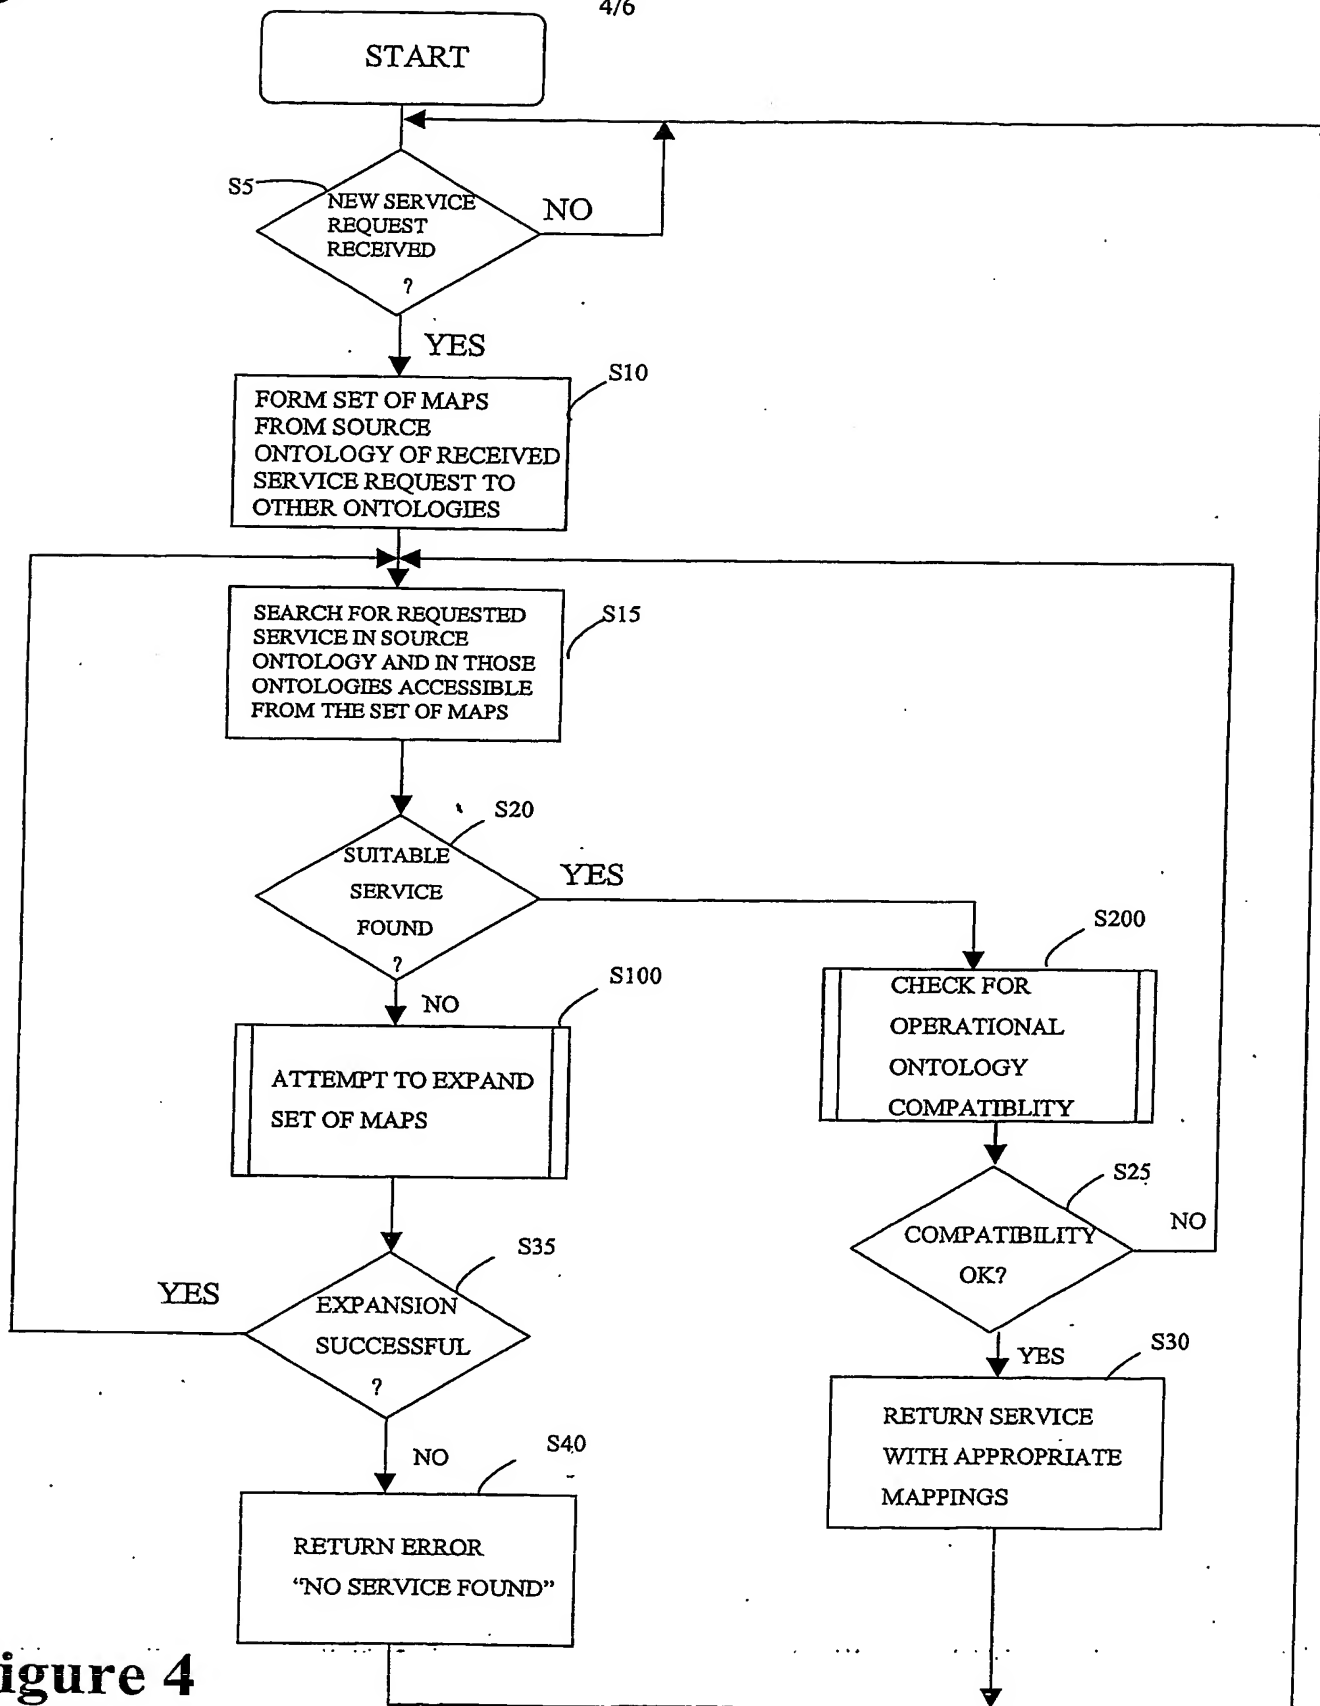 4/6
START
S5
NEW SERVICE
REQUEST
RECEIVED
?
NO
YES
S10
FORM SET OF MAPS
FROM SOURCE
ONTOLOGY OF RECEIVED
SERVICE REQUEST TO
OTHER ONTOLOGIES
S15
SEARCH FOR REQUESTED
SERVICE IN SOURCE
ONTOLOGY AND IN THOSE
ONTOLOGIES ACCESSIBLE
FROM THE SET OF MAPS
S20
SUITABLE
SERVICE
FOUND
?
YES
NO
S200
CHECK FOR
OPERATIONAL
ONTOLOGY
COMPATIBLITY
S100
ATTEMPT TO EXPAND
SET OF MAPS
S25
COMPATIBILITY
OK?
NO
YES
S35
EXPANSION
SUCCESSFUL
?
YES
NO
S30
RETURN SERVICE
WITH APPROPRIATE
MAPPINGS
S40
RETURN ERROR
“NO SERVICE FOUND”
igure 4